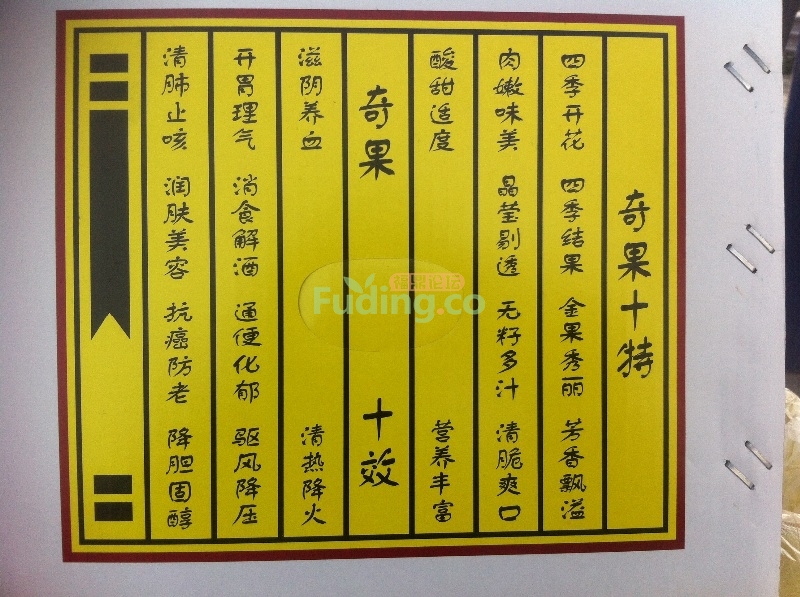 奇果十特
四季开花 四季结果 金果秀丽 芳香飘溢
肉嫩味美 晶莹剔透 无籽多汁 清脆爽口
酸甜适度 营养丰富
奇果 十效
滋阴养血 清热降火
开胃理气 消食解酒 通便化郁 驱风降压
清肺止咳 润肤美容 抗癌防老 降胆固醇
福鼎论坛
Fuding.co